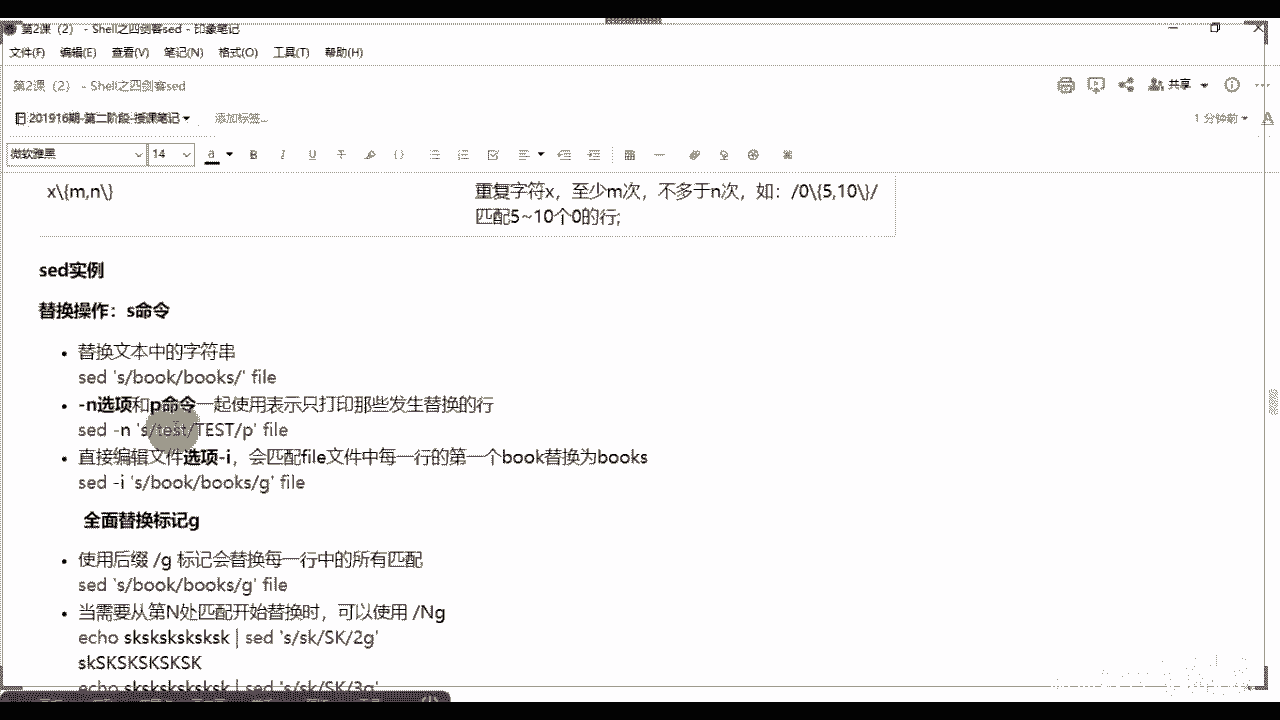 第2课（2） - Shell之四剑客sed - 印象笔记
文件(F) 编辑(E) 查看(V) 笔记(N) 格式(O) 工具(T) 帮助(H)
第2课（2） - Shell之四剑客sed
共享
201916期-第二阶段-授课笔记 添加标签...
1 分钟前
微软雅黑 14
x\{m,n\}
重复字符x，至少m次，不多于n次，如：/0\{5,10\}/
匹配5~10个0的行;
sed实例
替换操作：s命令
替换文本中的字符串
sed 's/book/books/' file
-n选项和p命令一起使用表示只打印那些发生替换的行
sed -n 's/test/TEST/p' file
直接编辑文件选项-i，会匹配file文件中每一行的第一个book替换为books
sed -i 's/book/books/g' file
全面替换标记g
使用后缀 /g 标记会替换每一行中的所有匹配
sed 's/book/books/g' file
当需要从第N处匹配开始替换时，可以使用 /Ng
echo sksksksksksk | sed 's/sk/SK/2g'
skSKSKSKSKSK
echo sksksksksksk | sed 's/sk/SK/3g'